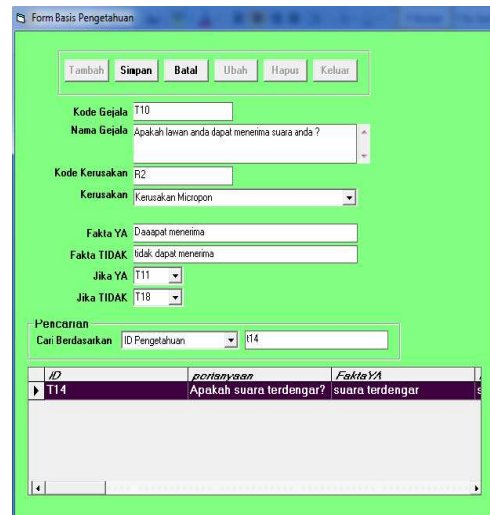 Form Basis Pengetahuan
Tambah Simpan Batal Ubah Hapus Keluar
Kode Gejala T10
Nama Gejala Apakah lawan anda dapat menerima suara anda ?
Kode Kerusakan R2
Kerusakan Kerusakan Micropon
Fakta YA Daaapat menerima
Fakta TIDAK tidak dapat menerima
Jika YA T11
Jika TIDAK T18
Pencarian
Cari Berdasarkan ID Pengetahuan t14
ID pertanyaan FaktaYA
T14 Apakah suara terdengar? suara terdengar s